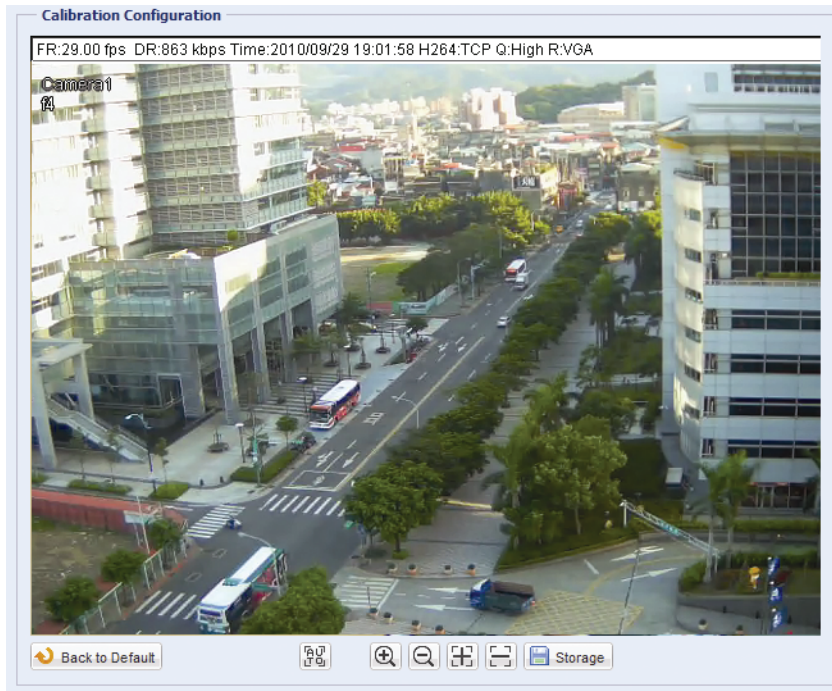 Calibration Configuration
FR:29.00 fps DR:863 kbps Time:2010/09/29 19:01:58 H264:TCP Q:High R:VGA
Camera1
f4
Back to Default
AUTO
Storage